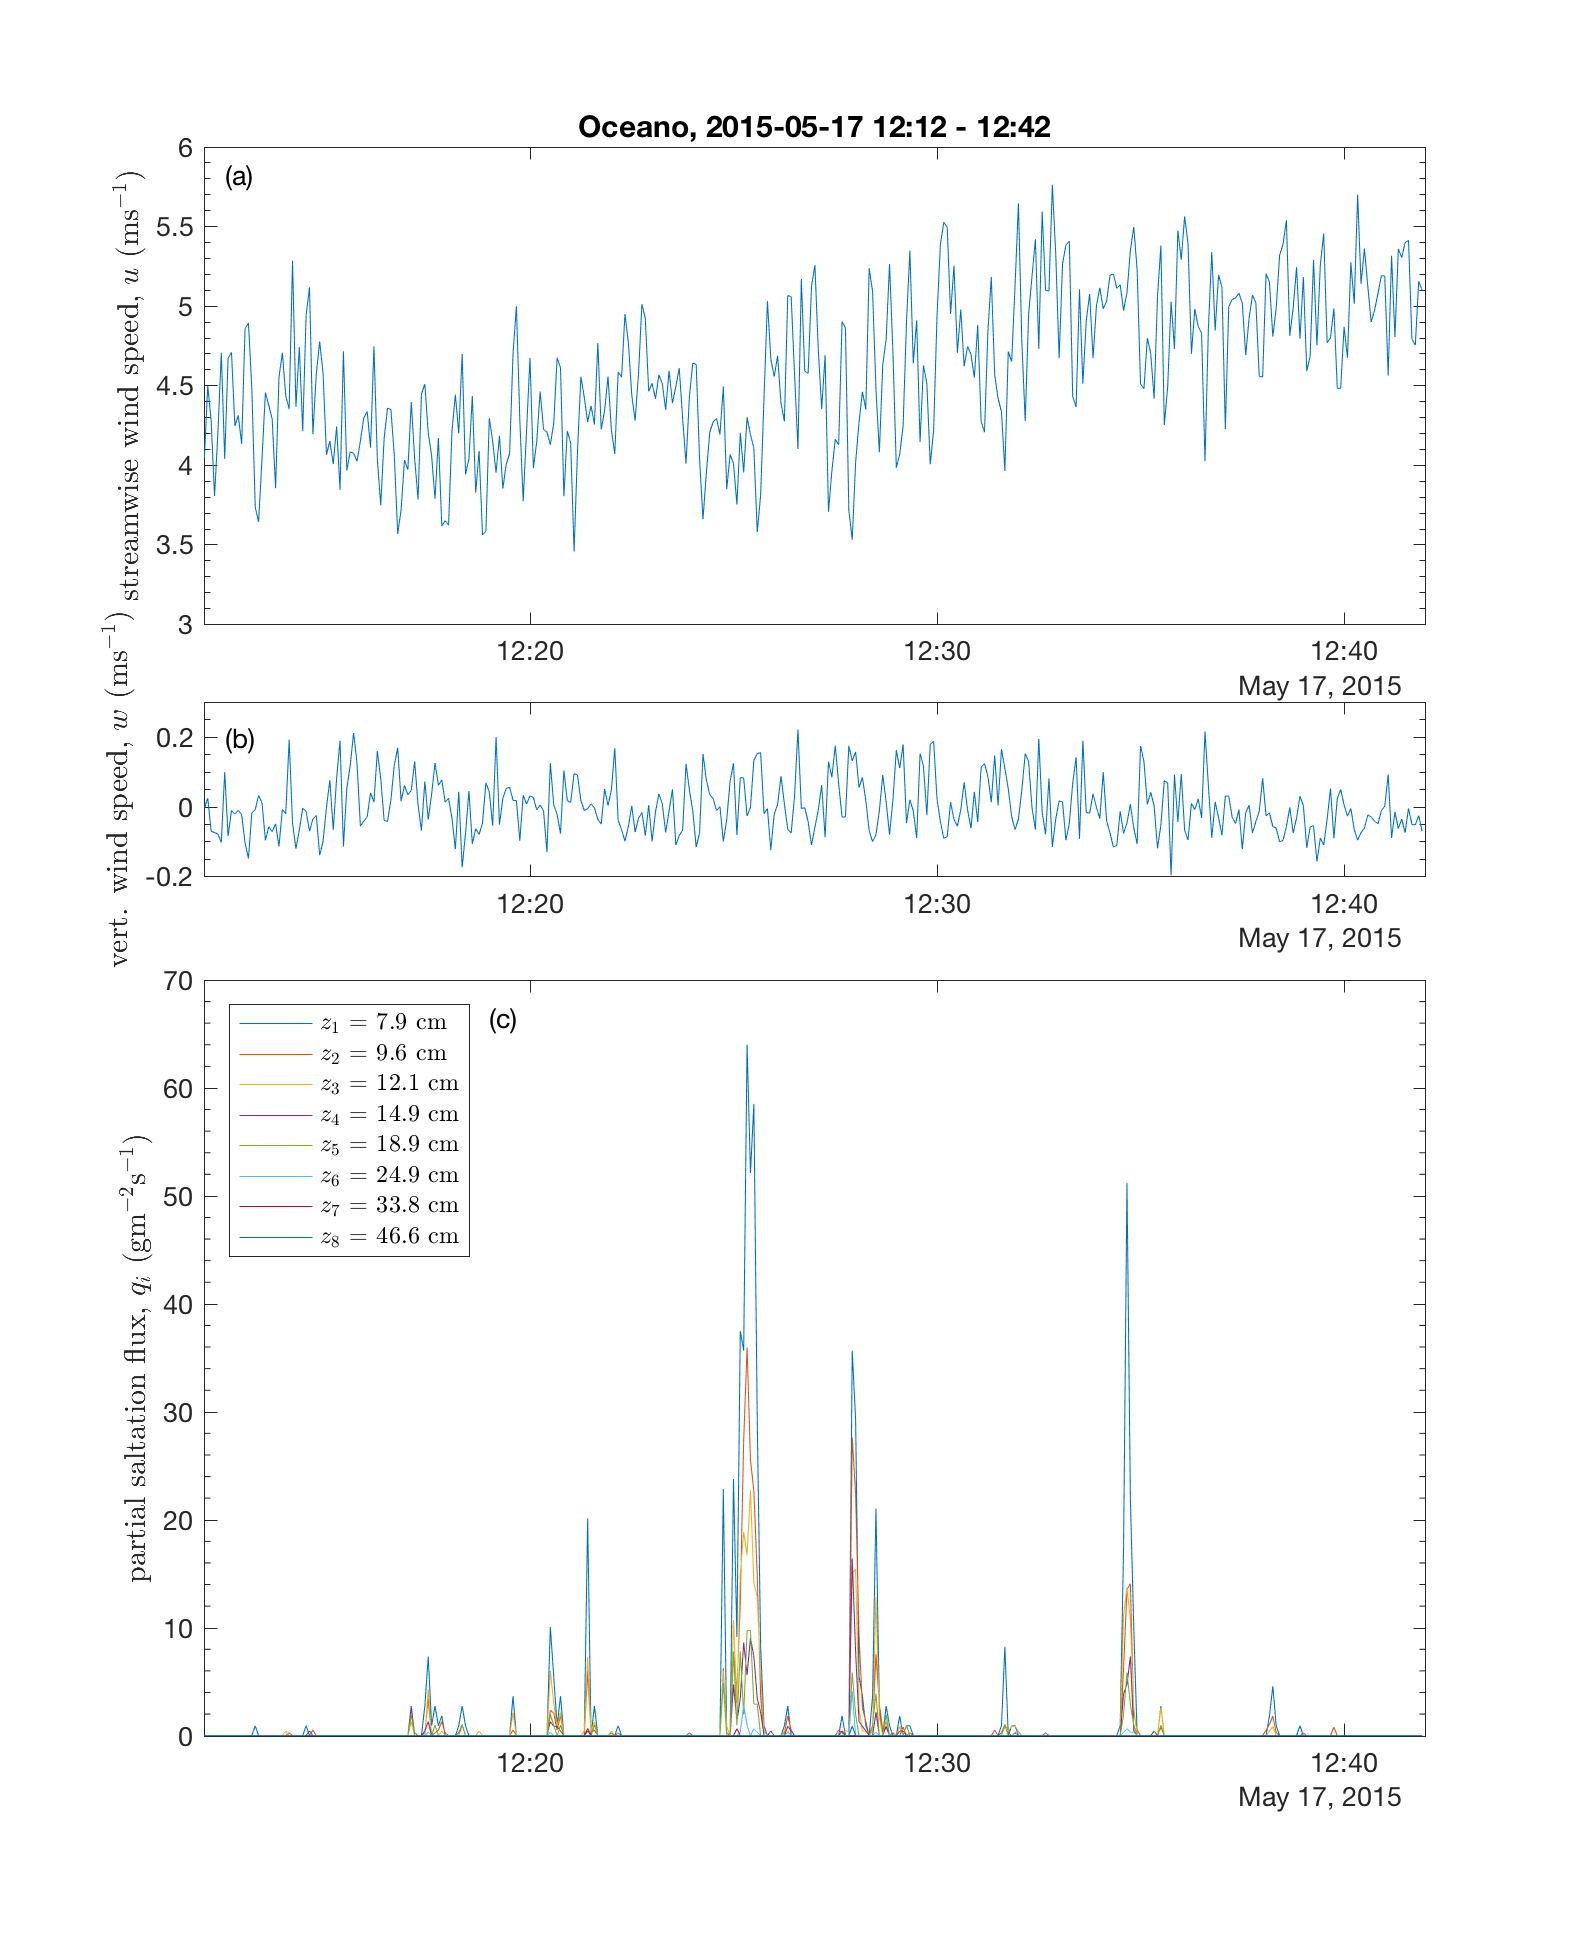 Oceano, 2015-05-17 12:12 - 12:42
(a)
streamwise wind speed, u (ms⁻¹)
6
5.5
5
4.5
4
3.5
3
12:20 12:30 12:40
May 17, 2015
(b)
vert. wind speed, w (ms⁻¹)
0.2
0
-0.2
12:20 12:30 12:40
May 17, 2015
(c)
partial saltation flux, qᵢ (gm⁻²s⁻¹)
70
60
50
40
30
20
10
0
z₁ = 7.9 cm
z₂ = 9.6 cm
z₃ = 12.1 cm
z₄ = 14.9 cm
z₅ = 18.9 cm
z₆ = 24.9 cm
z₇ = 33.8 cm
z₈ = 46.6 cm
12:20 12:30 12:40
May 17, 2015